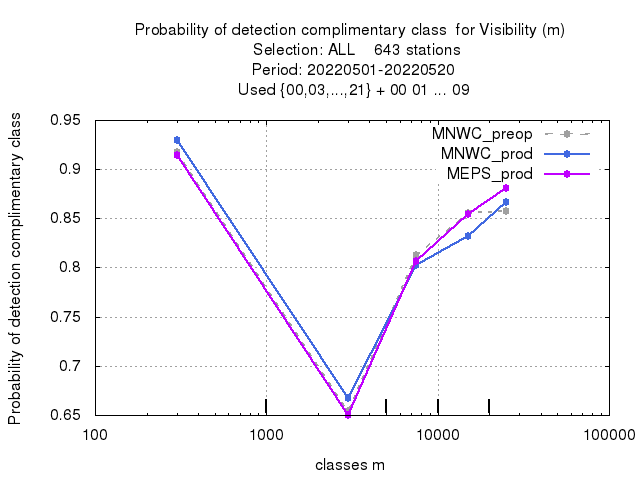 Probability of detection complimentary class  for Visibility (m)
Selection: ALL    643 stations
Period: 20220501-20220520
Used {00,03,...,21} + 00 01 ... 09
Probability of detection complimentary class
0.95
0.9
0.85
0.8
0.75
0.7
0.65
MNWC_preop
MNWC_prod
MEPS_prod
100
1000
10000
100000
classes m